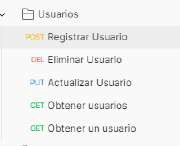 Usuarios
POST Registrar Usuario
DEL Eliminar Usuario
PUT Actualizar Usuario
GET Obtener usuarios
GET Obtener un usuario